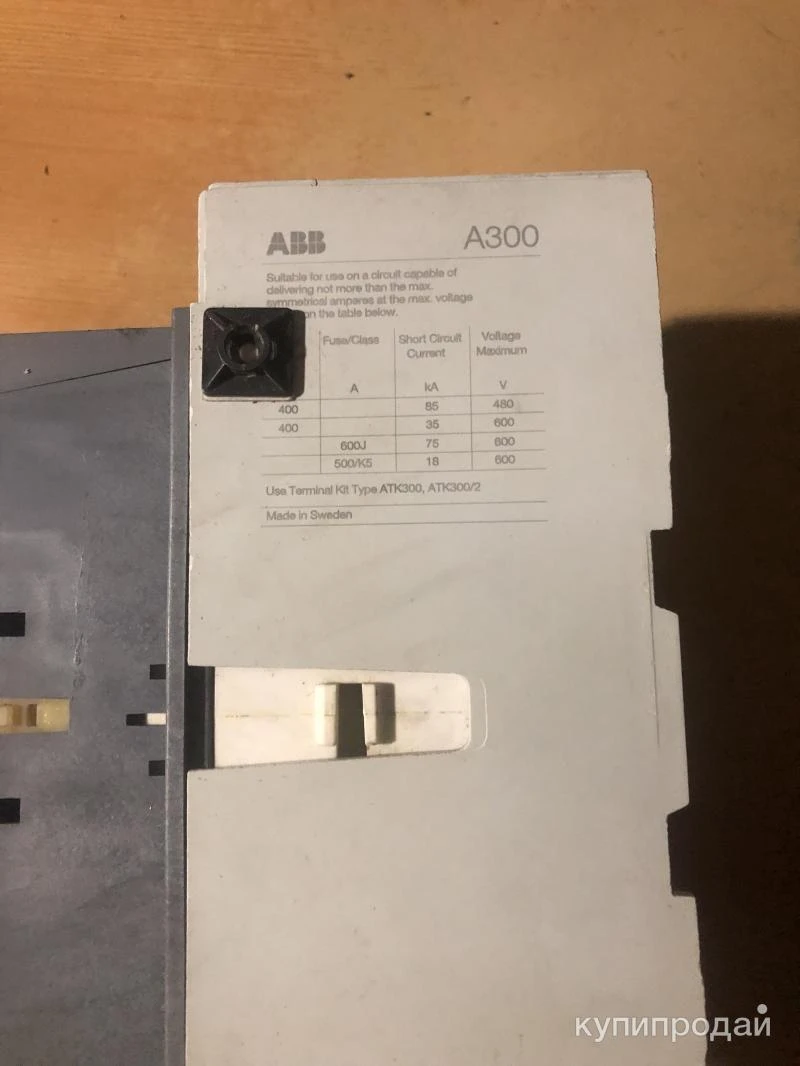 ABB A300
Suitable for use on a circuit capable of
delivering not more than the max.
symmetrical amperes at the max. voltage
on the table below.
Fuse/Class Short Circuit Voltage
Current Maximum
A kA V
400 85 480
400 35 600
600J 75 600
500/K5 18 600
Use Terminal Kit Type ATK300, ATK300/2
Made in Sweden
купипродай